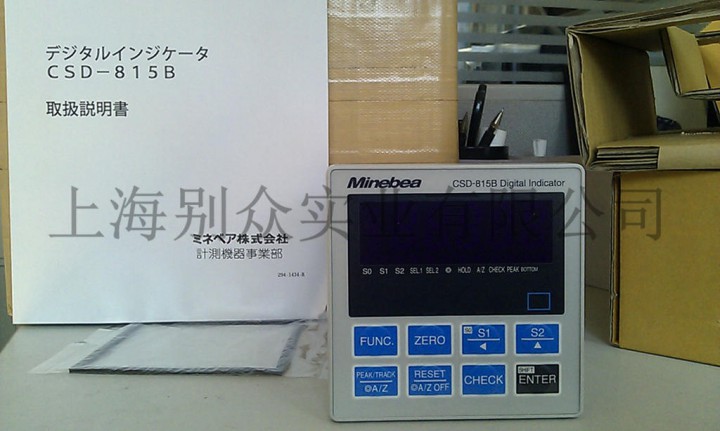 デジタルインジケータ
CSD-815B
取扱説明書
ミネベア株式会社
計測機器事業部
294-1434 A
上海别众实业有限公司
Minebea
CSD-815B Digital Indicator
S0 S1 S2 SEL1 SEL2 HOLD A/Z CHECK PEAK BOTTOM
FUNC. ZERO S0 S1 ◀ S2 ▲
PEAK/TRACK ◎A/Z RESET ◎A/Z OFF CHECK SHIFT ENTER